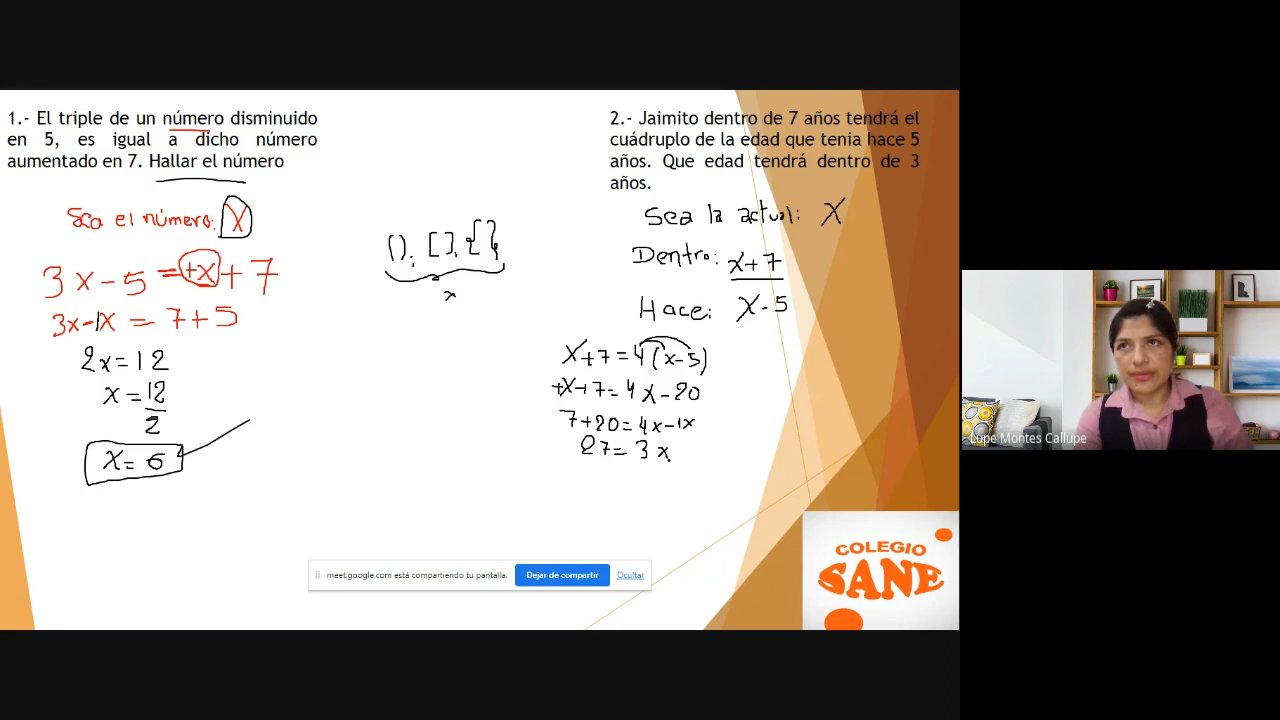 1.- El triple de un número disminuido
en 5, es igual a dicho número
aumentado en 7. Hallar el número
Sea el número: X
3x-5=+x+7
3x-1x = 7+5
2x=12
x = 12
2
x= 6
(); []; {}
x
2.- Jaimito dentro de 7 años tendrá el
cuádruplo de la edad que tenia hace 5
años. Que edad tendrá dentro de 3
años.
Sea la actual: X
Dentro: x+7
Hace: x-5
x+7=4(x-5)
+x+7=4x-20
7+20=4x-1x
27=3x
Lupe Montes Callupe
COLEGIO
SANE
meet.google.com está compartiendo tu pantalla.
Dejar de compartir
Ocultar